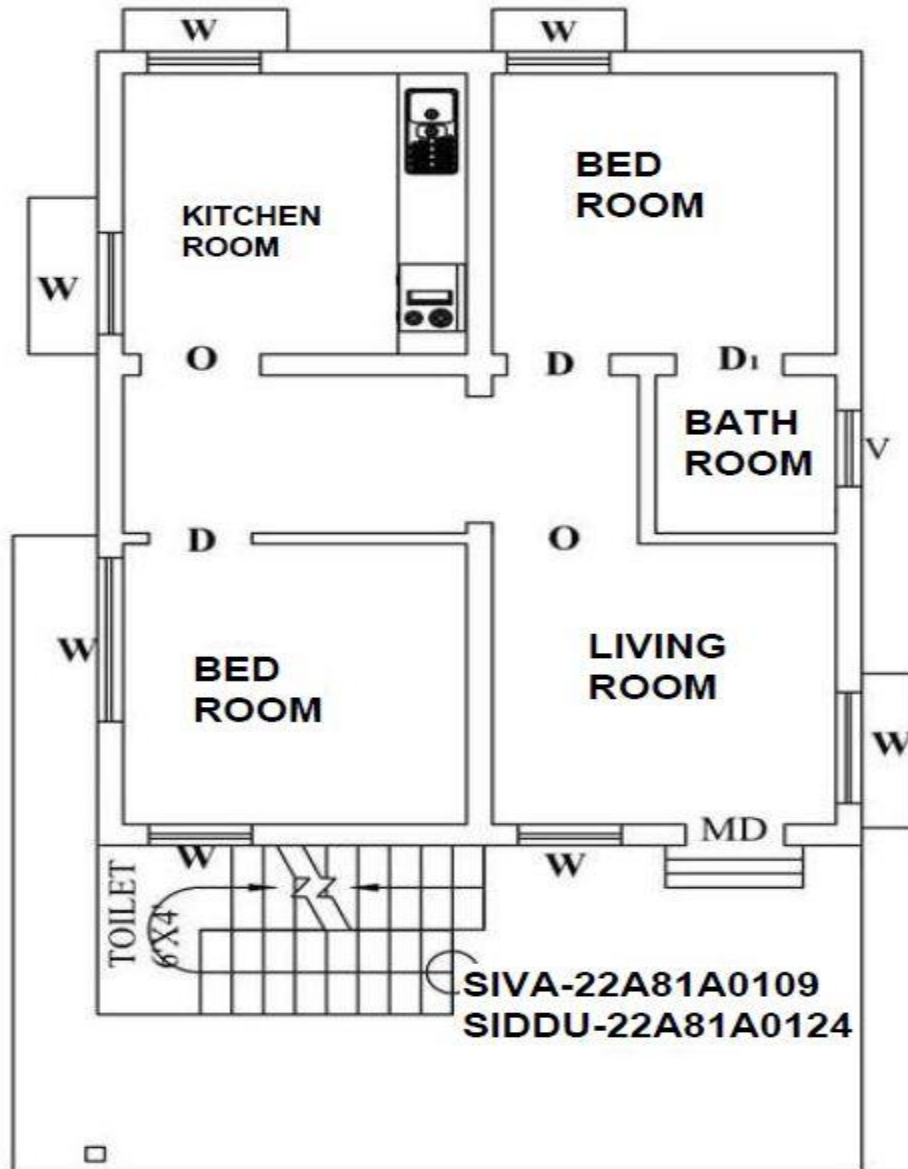 W
W
BED
ROOM
KITCHEN
ROOM
W
O
D
D1
BATH
ROOM
V
D
O
W
BED
ROOM
LIVING
ROOM
W
MD
W
W
TOILET
6'X4'
SIVA-22A81A0109
SIDDU-22A81A0124